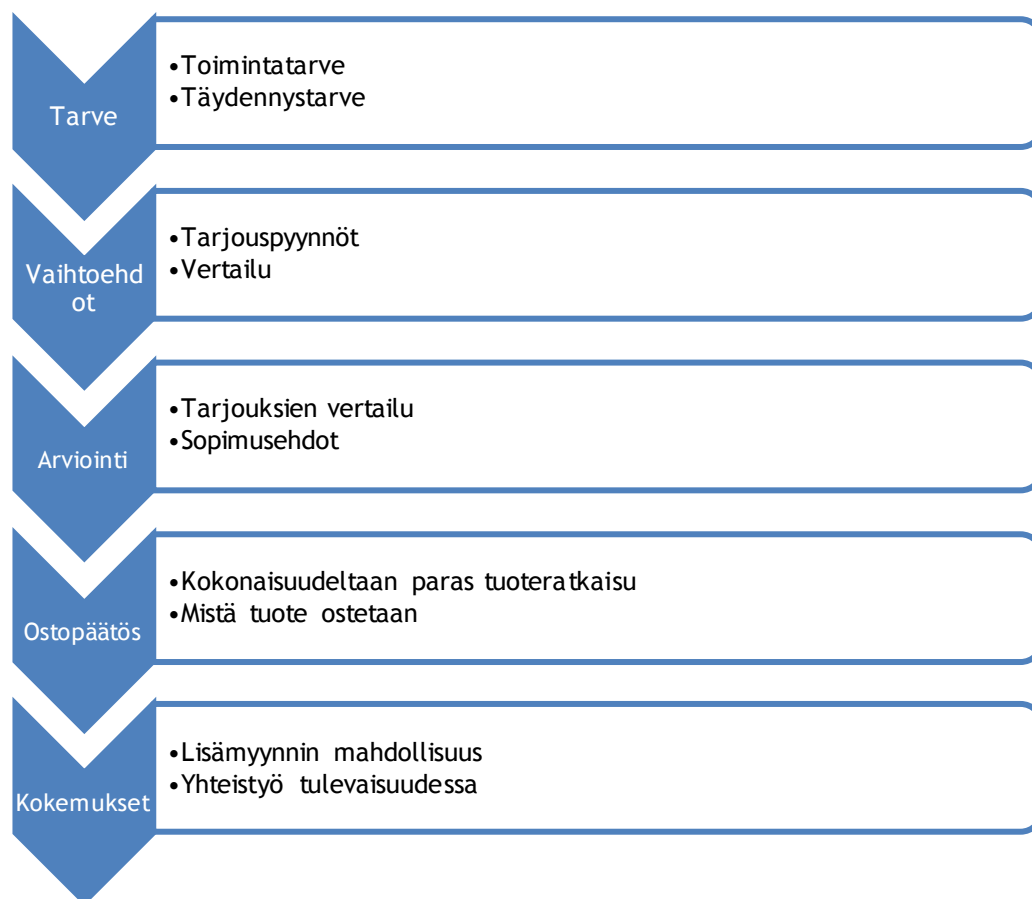 Tarve
•Toimintatarve
•Täydennystarve
Vaihtoehd
ot
•Tarjouspyynnöt
•Vertailu
Arviointi
•Tarjouksien vertailu
•Sopimusehdot
Ostopäätös
•Kokonaisuudeltaan paras tuoteratkaisu
•Mistä tuote ostetaan
Kokemukset
•Lisämyynnin mahdollisuus
•Yhteistyö tulevaisuudessa